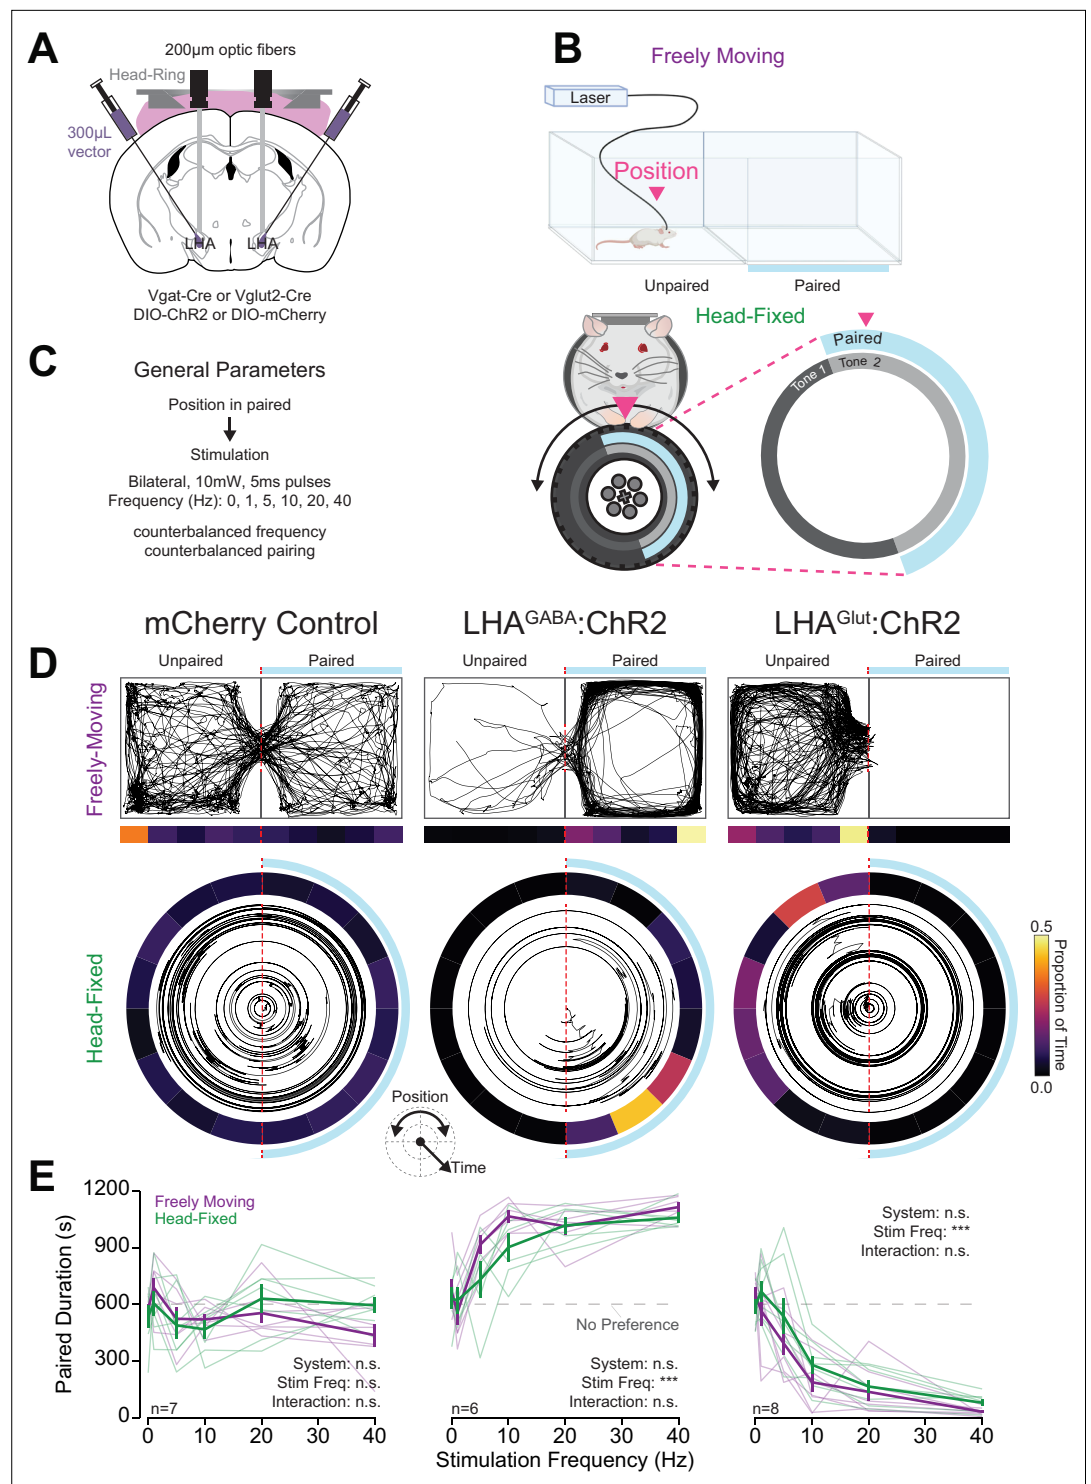 A
200µm optic fibers
Head-Ring
300µL
vector
LHA
LHA
Vgat-Cre or Vglut2-Cre
DIO-ChR2 or DIO-mCherry
B
Freely Moving
Laser
Position
Unpaired
Paired
Head-Fixed
Paired
Tone 1
Tone 2
C
General Parameters
Position in paired
Stimulation
Bilateral, 10mW, 5ms pulses
Frequency (Hz): 0, 1, 5, 10, 20, 40
counterbalanced frequency
counterbalanced pairing
mCherry Control
LHA^GABA:ChR2
LHA^Glut:ChR2
D
Unpaired
Paired
Unpaired
Paired
Unpaired
Paired
Freely-Moving
Head-Fixed
0.5
Proportion of Time
0.0
Position
Time
E
Paired Duration (s)
1200
900
600
300
0
Freely Moving
Head-Fixed
System: n.s.
Stim Freq: n.s.
Interaction: n.s.
n=7
0 10 20 30 40
No Preference
System: n.s.
Stim Freq: ***
Interaction: n.s.
n=6
0 10 20 30 40
System: n.s.
Stim Freq: ***
Interaction: n.s.
n=8
0 10 20 30 40
Stimulation Frequency (Hz)